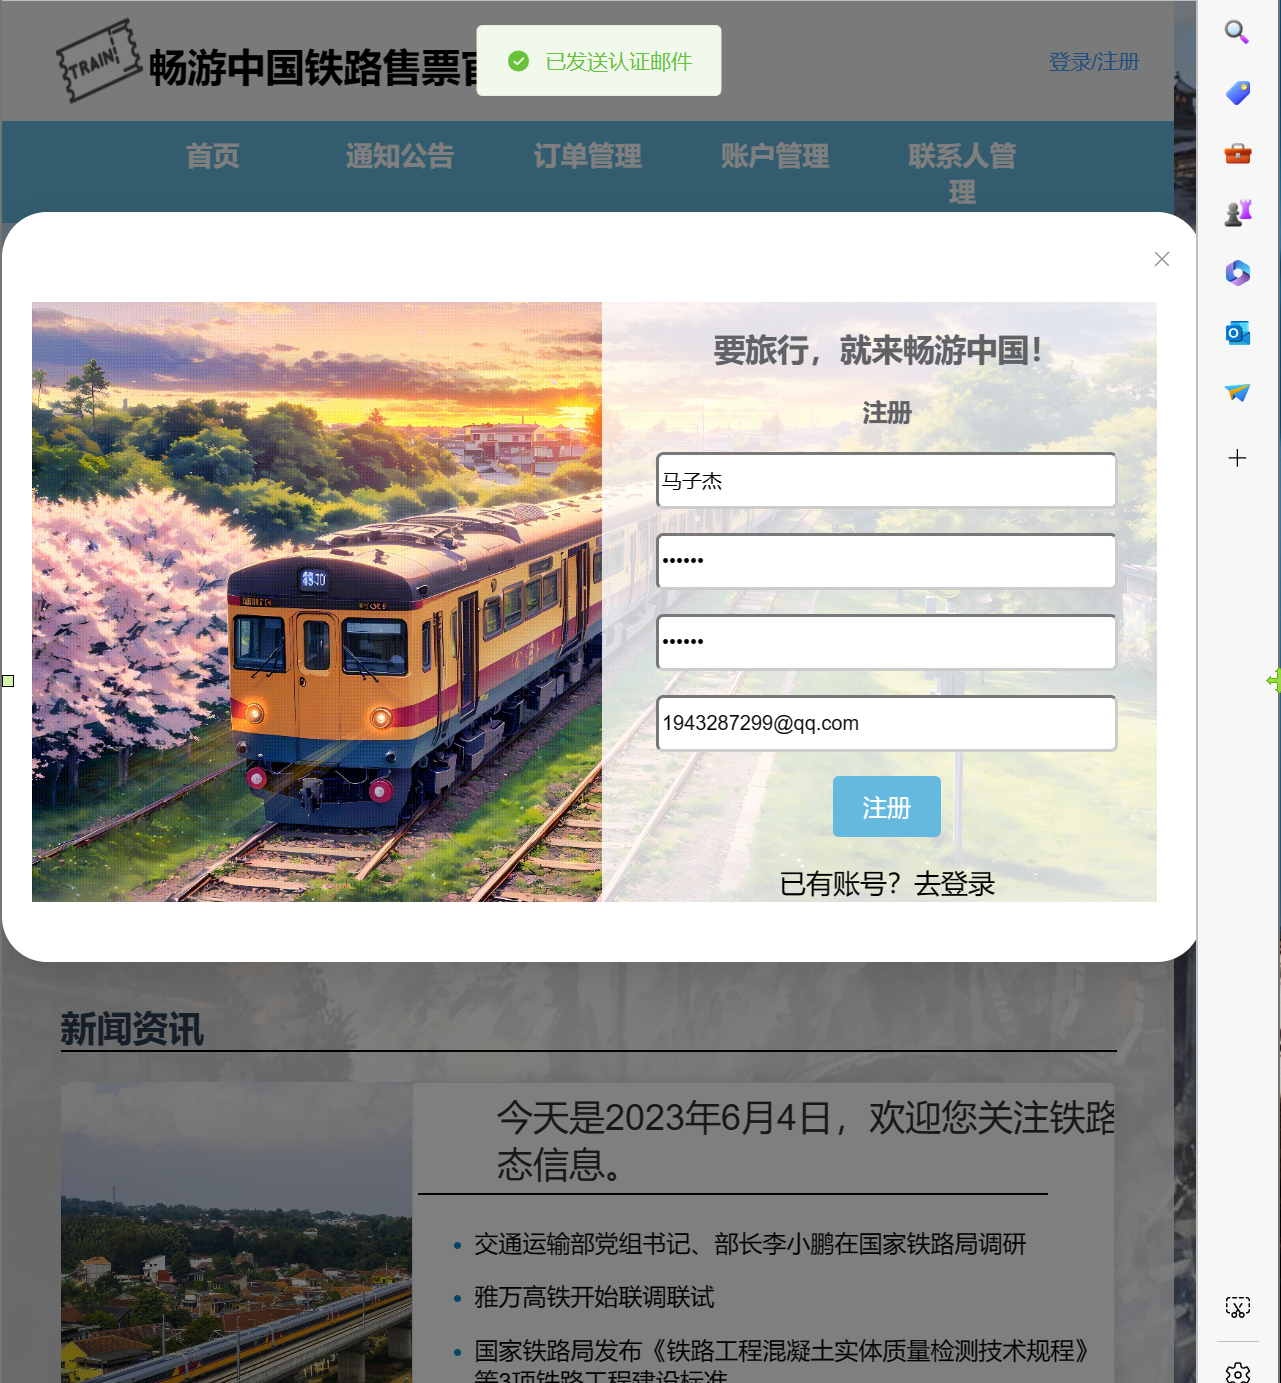 TRAIN!
畅游中国铁路售票官
已发送认证邮件
登录/注册
首页
通知公告
订单管理
账户管理
联系人管
理
要旅行，就来畅游中国！
注册
马子杰
••••••
••••••
1943287299@qq.com
注册
已有账号？去登录
新闻资讯
今天是2023年6月4日，欢迎您关注铁路
态信息。
交通运输部党组书记、部长李小鹏在国家铁路局调研
雅万高铁开始联调联试
国家铁路局发布《铁路工程混凝土实体质量检测技术规程》
等3项铁路工程建设标准